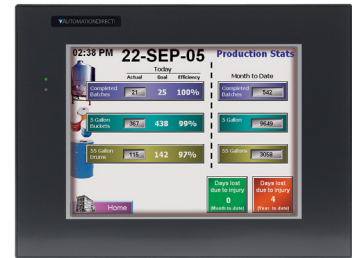 AUTOMATIONDIRECT
02:38 PM 22-SEP-05 Production Stats
Today
Actual Goal Efficiency Month to Date
Completed Batches 21 25 100% Completed Batches 542
5 Gallon Buckets 367 438 99% 5 Gallon 9649
55 Gallon Drums 115 142 97% 55 Gallons 3058
Days lost due to injury 0 (Month to date)
Days lost due to injury 4 (Year to date)
Home